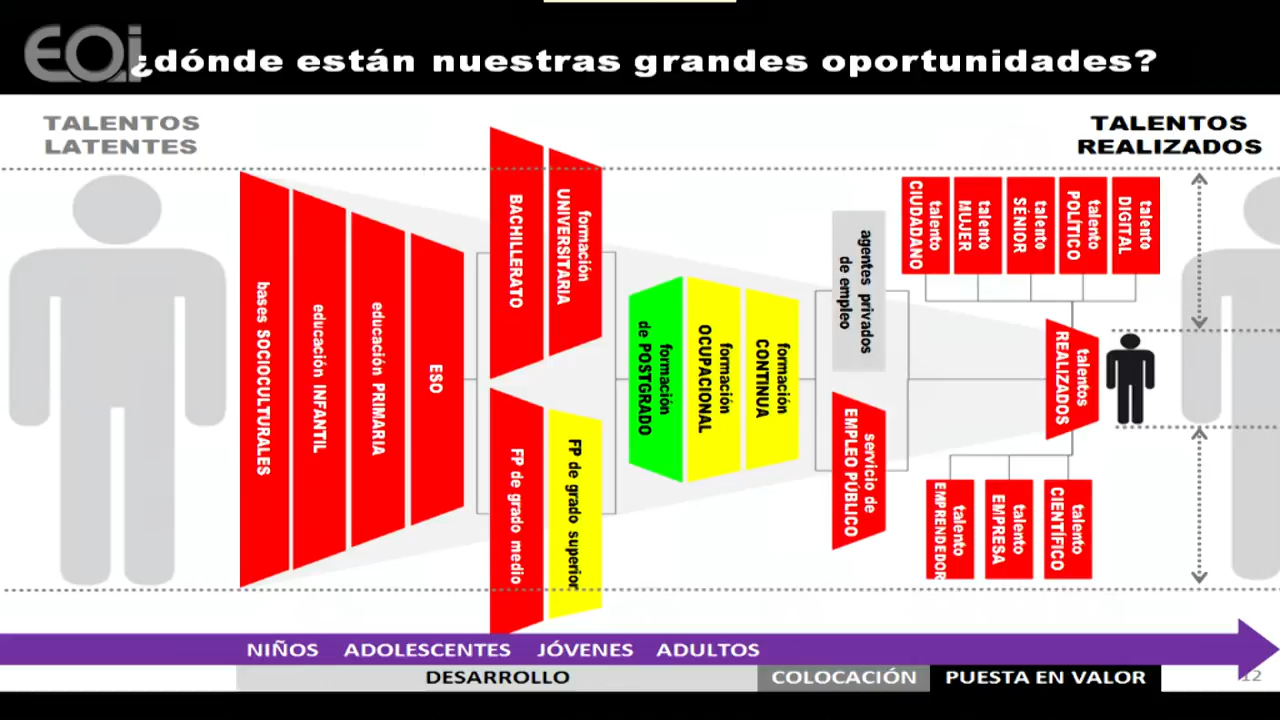 EOi
¿dónde están nuestras grandes oportunidades?
TALENTOS
LATENTES
TALENTOS
REALIZADOS
bases SOCIOCULTURALES
educación INFANTIL
educación PRIMARIA
ESO
BACHILLERATO
formación
UNIVERSITARIA
FP de grado medio
FP de grado superior
formación
de POSTGRADO
formación
OCUPACIONAL
formación
CONTINUA
agentes privados
de empleo
servicio de
EMPLEO PÚBLICO
talento
CIUDADANO
talento
MUJER
talento
SÉNIOR
talento
POLÍTICO
talento
DIGITAL
talentos
REALIZADOS
talento
EMPRENDEDOR
talento
EMPRESA
talento
CIENTÍFICO
NIÑOS ADOLESCENTES JÓVENES ADULTOS
DESARROLLO COLOCACIÓN PUESTA EN VALOR
12